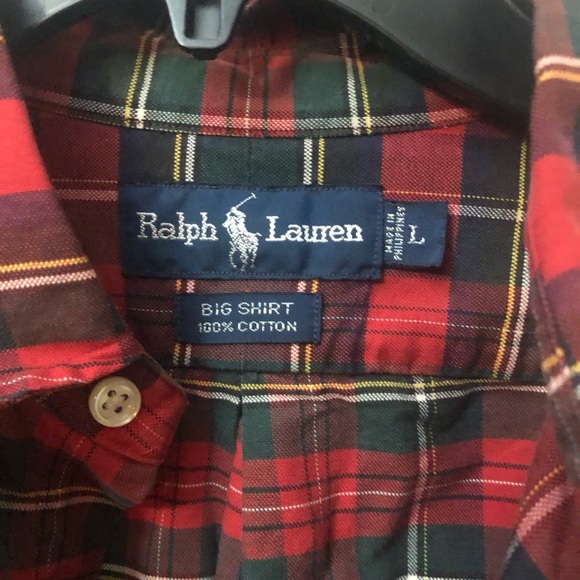 Ralph Lauren
MADE IN
PHILIPPINES
L
BIG SHIRT
100% COTTON